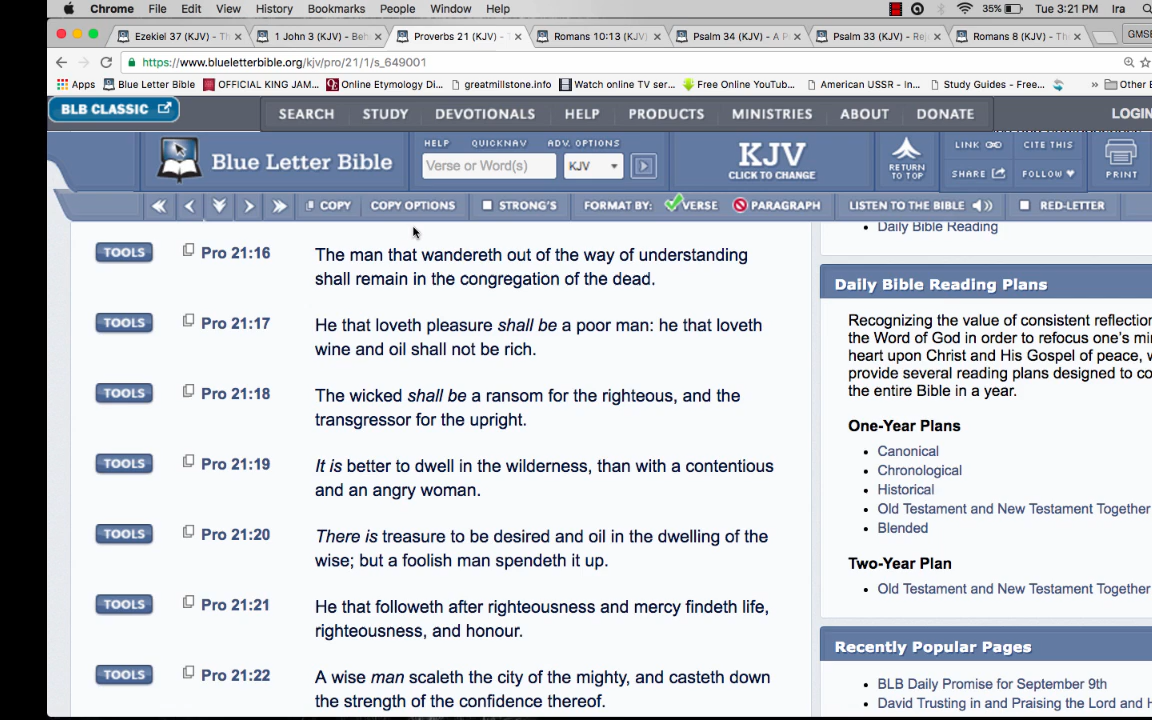 Chrome File Edit View History Bookmarks People Window Help 35% Tue 3:21 PM Ira
Ezekiel 37 (KJV) - Th 1 John 3 (KJV) - Beh Proverbs 21 (KJV) - Romans 10:13 (KJV) Psalm 34 (KJV) - A P Psalm 33 (KJV) - Rej Romans 8 (KJV) - Th GMSE
https://www.blueletterbible.org/kjv/pro/21/1/s_649001
Apps Blue Letter Bible OFFICIAL KING JAM... Online Etymology Di... greatmillstone.info Watch online TV ser... Free Online YouTub... American USSR - In... Study Guides - Free... » Other
BLB CLASSIC SEARCH STUDY DEVOTIONALS HELP PRODUCTS MINISTRIES ABOUT DONATE LOGIN
HELP QUICKNAV ADV. OPTIONS
Blue Letter Bible Verse or Word(s) KJV
KJV
CLICK TO CHANGE
RETURN
TO TOP
LINK CITE THIS
SHARE FOLLOW PRINT
COPY COPY OPTIONS STRONG'S FORMAT BY: VERSE PARAGRAPH LISTEN TO THE BIBLE RED-LETTER
TOOLS Pro 21:16 The man that wandereth out of the way of understanding
shall remain in the congregation of the dead.
TOOLS Pro 21:17 He that loveth pleasure shall be a poor man: he that loveth
wine and oil shall not be rich.
TOOLS Pro 21:18 The wicked shall be a ransom for the righteous, and the
transgressor for the upright.
TOOLS Pro 21:19 It is better to dwell in the wilderness, than with a contentious
and an angry woman.
TOOLS Pro 21:20 There is treasure to be desired and oil in the dwelling of the
wise; but a foolish man spendeth it up.
TOOLS Pro 21:21 He that followeth after righteousness and mercy findeth life,
righteousness, and honour.
TOOLS Pro 21:22 A wise man scaleth the city of the mighty, and casteth down
the strength of the confidence thereof.
Daily Bible Reading
Daily Bible Reading Plans
Recognizing the value of consistent reflection
the Word of God in order to refocus one's mi
heart upon Christ and His Gospel of peace, w
provide several reading plans designed to co
the entire Bible in a year.
One-Year Plans
Canonical
Chronological
Historical
Old Testament and New Testament Together
Blended
Two-Year Plan
Old Testament and New Testament Together
Recently Popular Pages
BLB Daily Promise for September 9th
David Trusting in and Praising the Lord and H